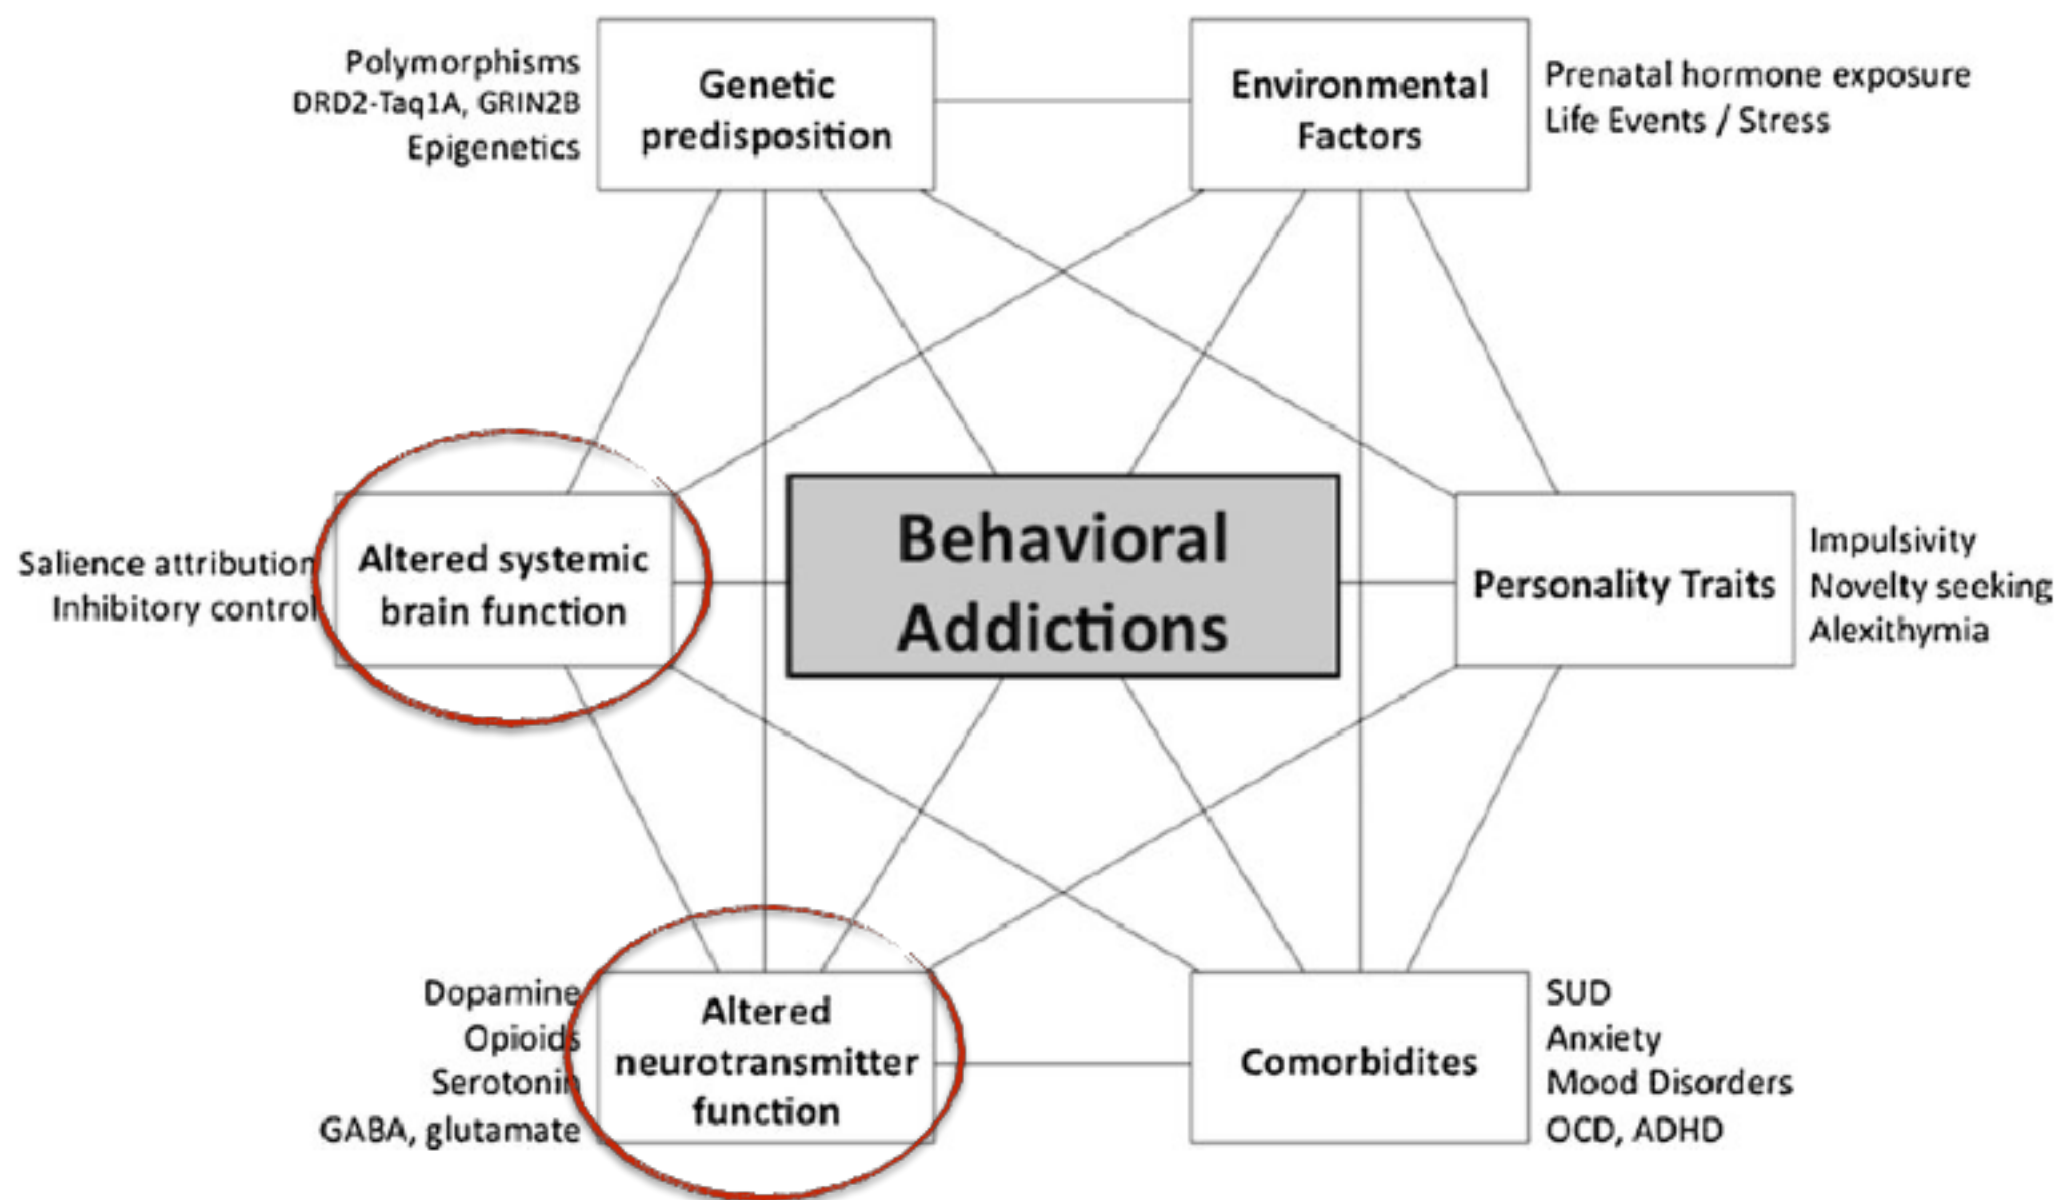 Polymorphisms
DRD2-Taq1A, GRIN2B
Epigenetics
Genetic
predisposition
Environmental
Factors
Prenatal hormone exposure
Life Events / Stress
Salience attribution
Inhibitory control
Altered systemic
brain function
Behavioral
Addictions
Personality Traits
Impulsivity
Novelty seeking
Alexithymia
Dopamine
Opioids
Serotonin
GABA, glutamate
Altered
neurotransmitter
function
Comorbidites
SUD
Anxiety
Mood Disorders
OCD, ADHD